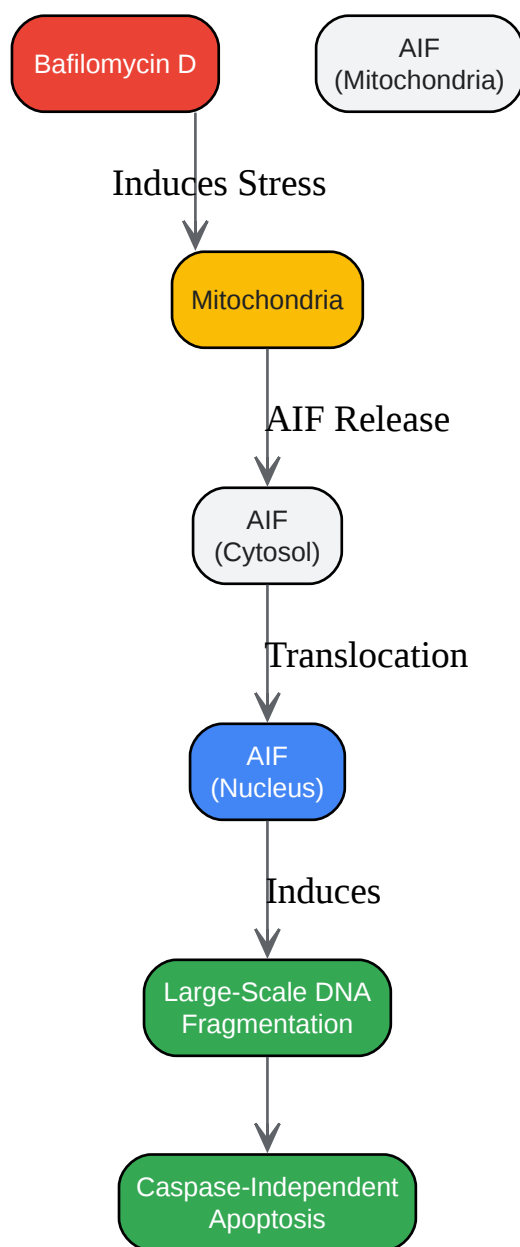 Bafilomycin D
AIF
(Mitochondria)
Induces Stress
Mitochondria
AIF Release
AIF
(Cytosol)
Translocation
AIF
(Nucleus)
Induces
Large-Scale DNA
Fragmentation
Caspase-Independent
Apoptosis